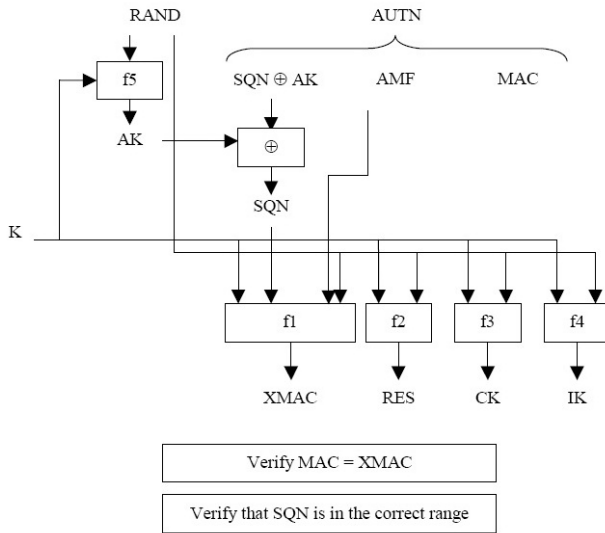 RAND AUTN
f5 SQN ⊕ AK AMF MAC
AK ⊕
SQN
K
f1 f2 f3 f4
XMAC RES CK IK
Verify MAC = XMAC
Verify that SQN is in the correct range